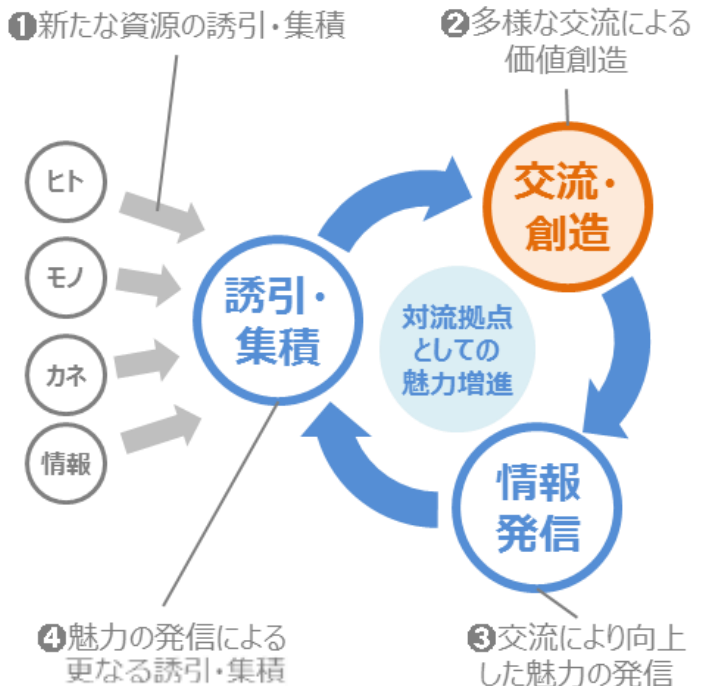 ❶新たな資源の誘引・集積
❷多様な交流による
価値創造
ヒト
モノ
カネ
情報
誘引・
集積
交流・
創造
対流拠点
としての
魅力増進
情報
発信
❹魅力の発信による
更なる誘引・集積
❸交流により向上
した魅力の発信